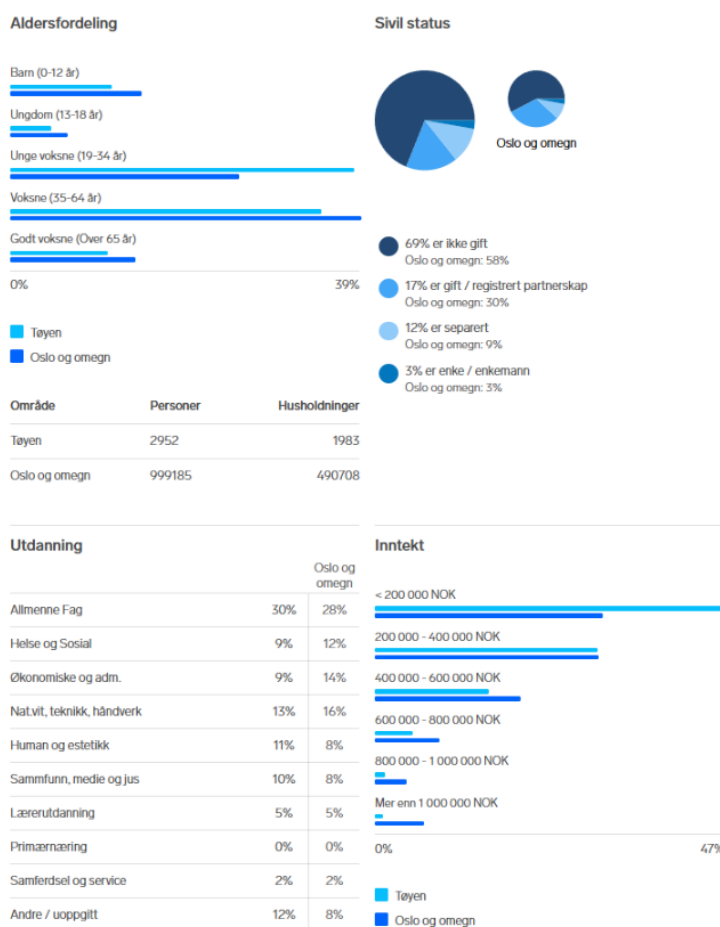 Aldersfordeling
Barn (0-12 år)
Ungdom (13-18 år)
Unge voksne (19-34 år)
Voksne (35-64 år)
Godt voksne (Over 65 år)
0% 39%
Tøyen
Oslo og omegn
Område Personer Husholdninger
Tøyen 2952 1983
Oslo og omegn 999185 490708
Sivil status
Oslo og omegn
69% er ikke gift
Oslo og omegn: 58%
17% er gift / registrert partnerskap
Oslo og omegn: 30%
12% er separert
Oslo og omegn: 9%
3% er enke / enkemann
Oslo og omegn: 3%
Utdanning
Oslo og
omegn
Allmenne Fag 30% 28%
Helse og Sosial 9% 12%
Økonomiske og adm. 9% 14%
Nat.vit, teknikk, håndverk 13% 16%
Human og estetikk 11% 8%
Sammfunn, medie og jus 10% 8%
Lærerutdanning 5% 5%
Primærnæring 0% 0%
Samferdsel og service 2% 2%
Andre / uoppgitt 12% 8%
Inntekt
< 200 000 NOK
200 000 - 400 000 NOK
400 000 - 600 000 NOK
600 000 - 800 000 NOK
800 000 - 1 000 000 NOK
Mer enn 1 000 000 NOK
0% 47%
Tøyen
Oslo og omegn